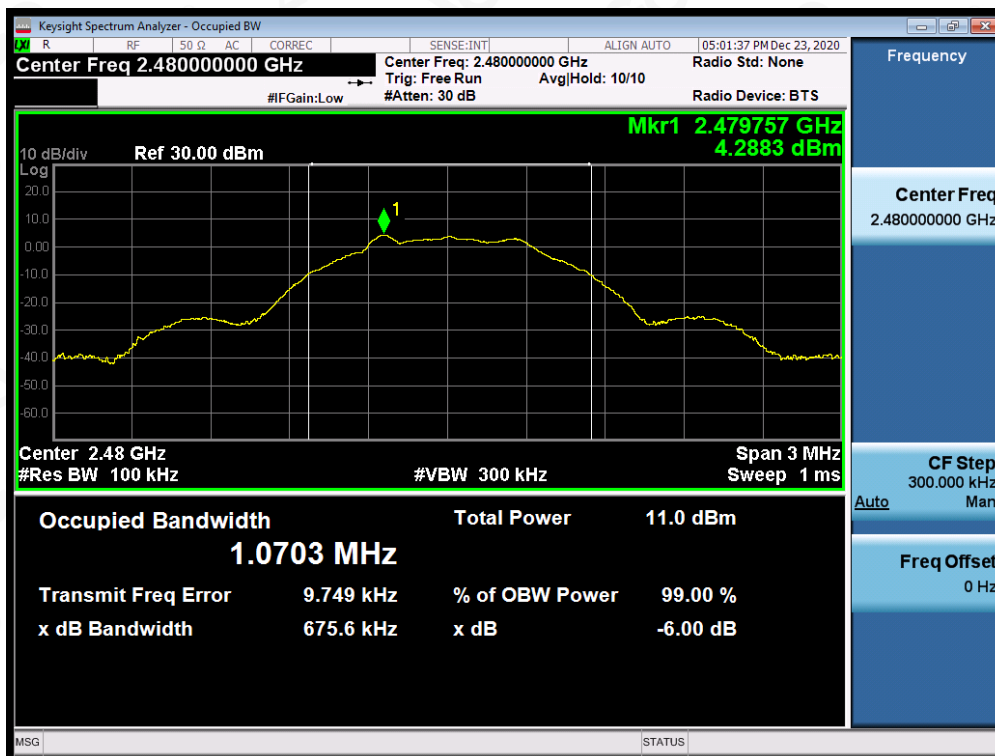 Keysight Spectrum Analyzer - Occupied BW
LXI R RF 50 Ω AC CORREC SENSE:INT ALIGN AUTO 05:01:37 PM Dec 23, 2020
Center Freq 2.480000000 GHz
#IFGain:Low
Center Freq: 2.480000000 GHz
Trig: Free Run Avg|Hold: 10/10
#Atten: 30 dB
Radio Std: None
Radio Device: BTS
Mkr1 2.479757 GHz
4.2883 dBm
10 dB/div Ref 30.00 dBm
Log
20.0
10.0
0.00
-10.0
-20.0
-30.0
-40.0
-50.0
-60.0
1
Center 2.48 GHz Span 3 MHz
#Res BW 100 kHz #VBW 300 kHz Sweep 1 ms
Occupied Bandwidth Total Power 11.0 dBm
1.0703 MHz
Transmit Freq Error 9.749 kHz % of OBW Power 99.00 %
x dB Bandwidth 675.6 kHz x dB -6.00 dB
MSG STATUS
Frequency
Center Freq
2.480000000 GHz
CF Step
300.000 kHz
Auto Man
Freq Offset
0 Hz